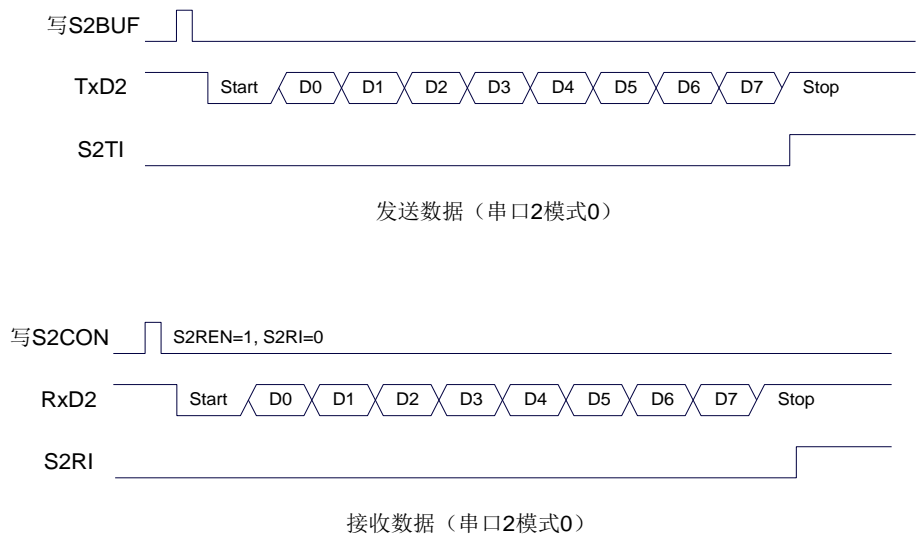 写S2BUF
TxD2 Start D0 D1 D2 D3 D4 D5 D6 D7 Stop
S2TI
发送数据（串口2模式0）
写S2CON S2REN=1, S2RI=0
RxD2 Start D0 D1 D2 D3 D4 D5 D6 D7 Stop
S2RI
接收数据（串口2模式0）